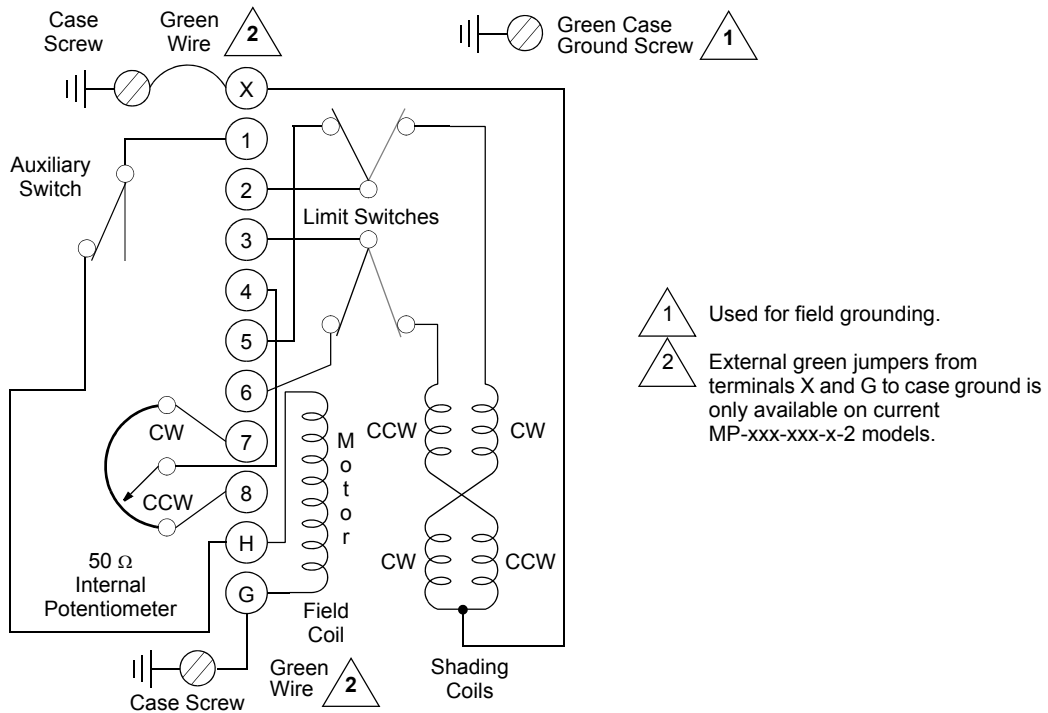 Case
Screw
Green
Wire
2
Green Case
Ground Screw
1
X
1
2
3
4
5
6
7
8
H
G
Auxiliary
Switch
Limit Switches
CW
CCW
50 Ω
Internal
Potentiometer
Motor
Field
Coil
CCW
CW
CW
CCW
Shading
Coils
Case Screw
Green
Wire
2
1
Used for field grounding.
2
External green jumpers from
terminals X and G to case ground is
only available on current
MP-xxx-xxx-x-2 models.